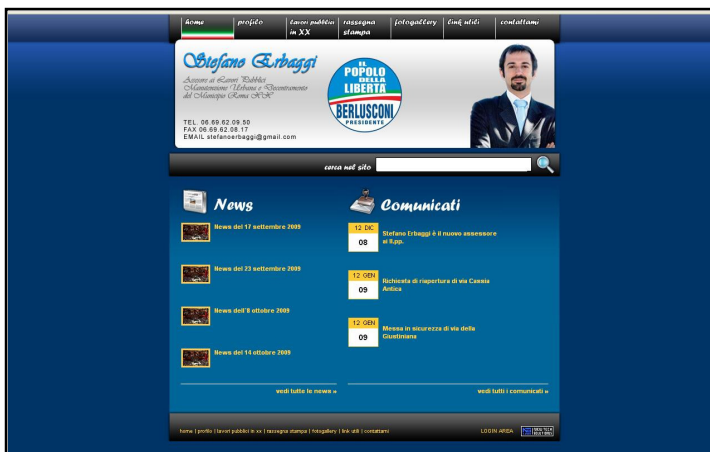 home profilo lavori pubblici in XX rassegna stampa fotogallery link utili contattami
Stefano Erbaggi
Assessore ai Lavori Pubblici
Manutenzione Urbana e Decentramento
del Municipio Roma XX
TEL. 06.69.62.09.50
FAX 06.69.62.08.17
EMAIL stefanoerbaggi@gmail.com
IL
POPOLO
DELLA
LIBERTÀ
BERLUSCONI
PRESIDENTE
cerca nel sito
News
News del 17 settembre 2009
News del 23 settembre 2009
News dell'8 ottobre 2009
News del 14 ottobre 2009
vedi tutte le news »
Comunicati
12 DIC
08
Stefano Erbaggi è il nuovo assessore
ai ll.pp.
12 GEN
09
Richiesta di riapertura di via Cassia
Antica
12 GEN
09
Messa in sicurezza di via della
Giustiniana
vedi tutti i comunicati »
home | profilo | lavori pubblici in xx | rassegna stampa | fotogallery | link utili | contattami
LOGIN AREA